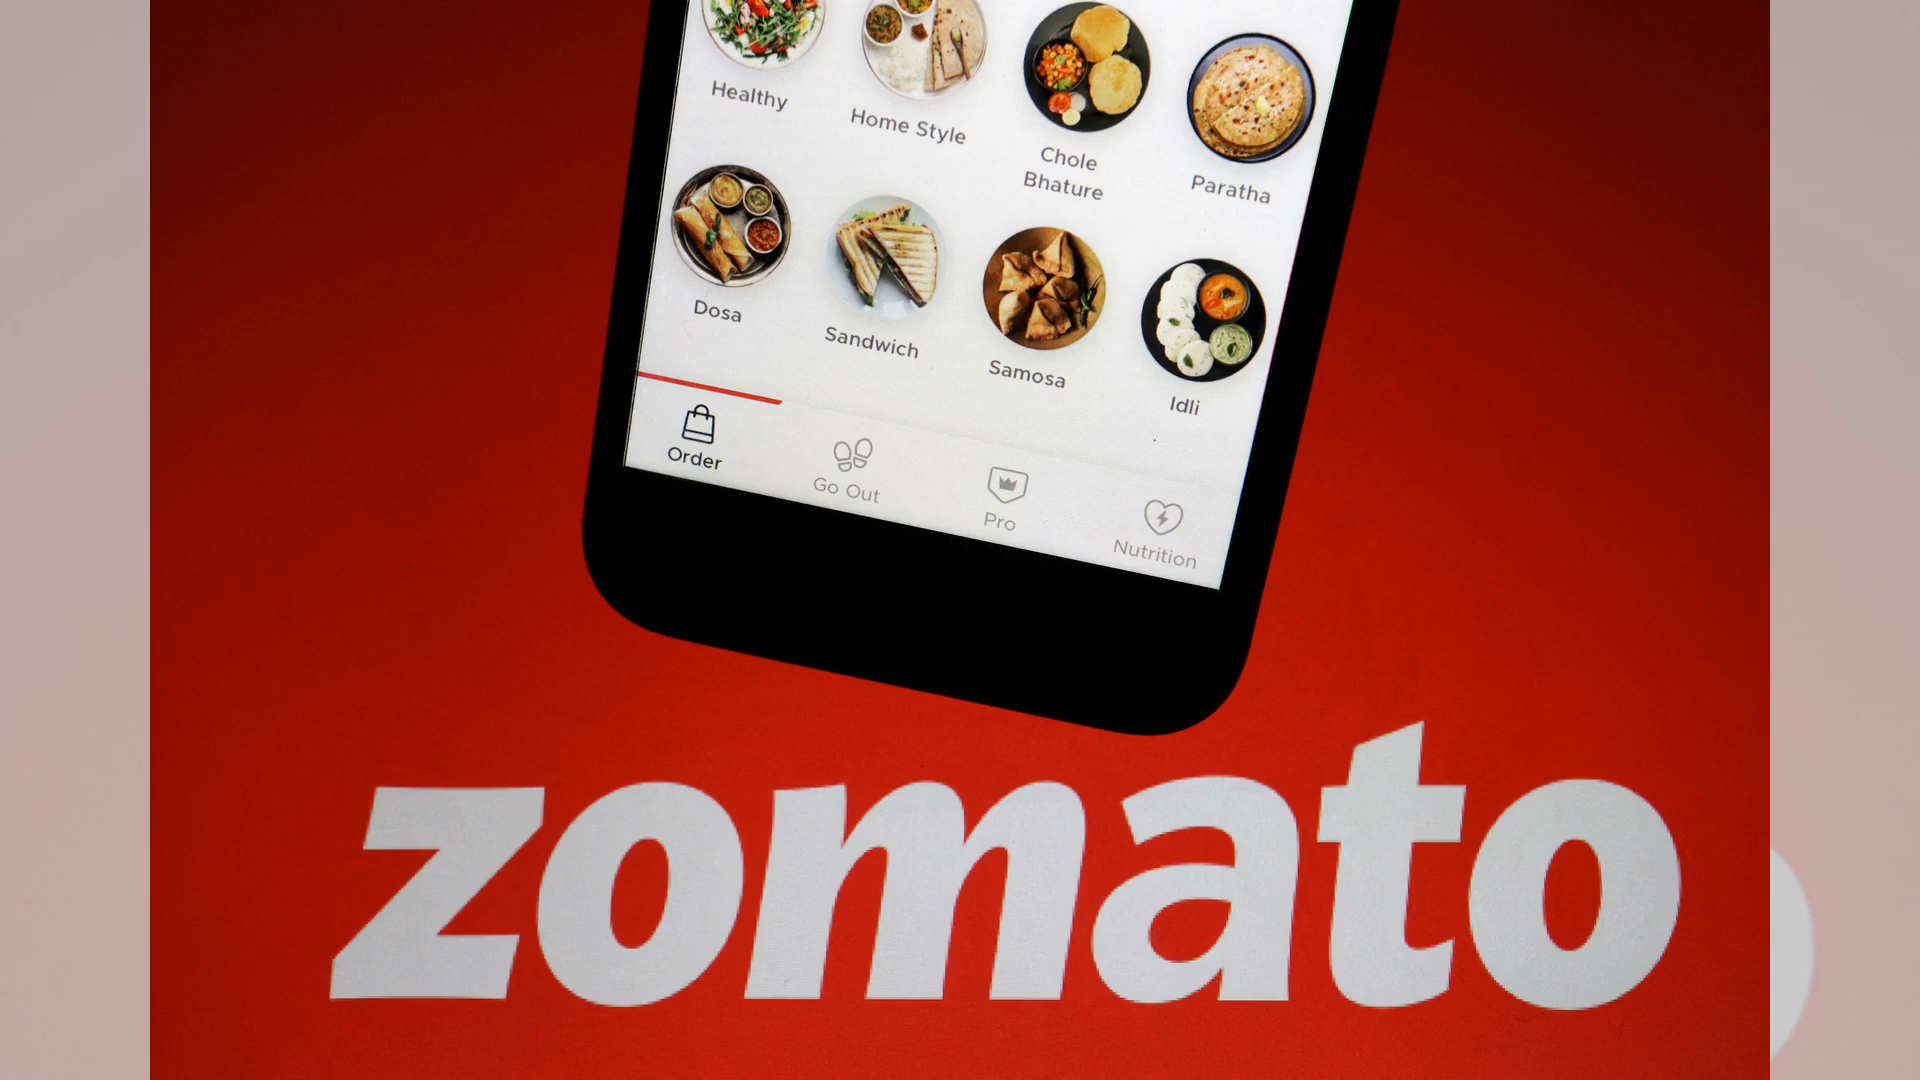 Healthy
Home Style
Chole
Bhature
Paratha
Dosa
Sandwich
Samosa
Idli
Order
Go Out
Pro
Nutrition
zomato